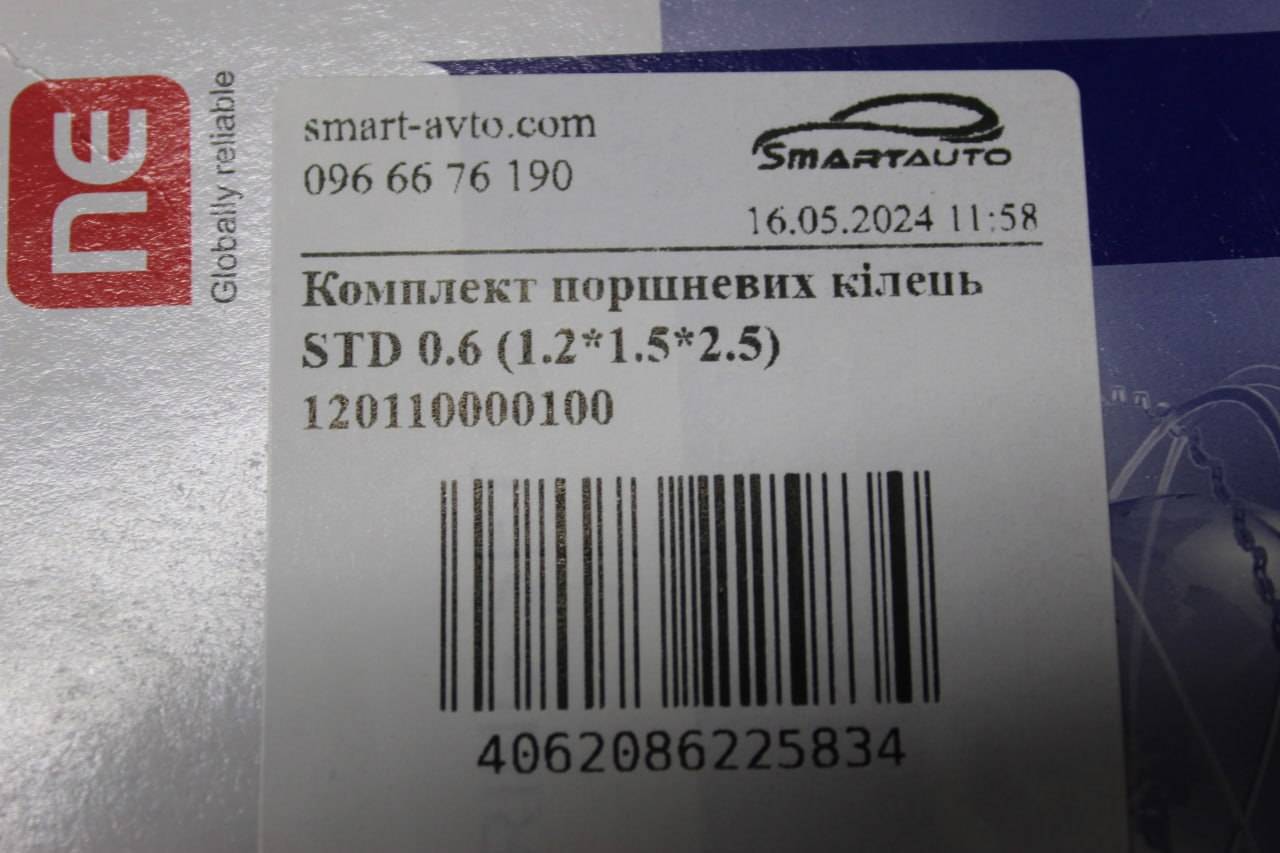 ne
Globally reliable
smart-avto.com
096 66 76 190
SMARTAUTO
16.05.2024 11:58
Комплект поршневих кілець
STD 0.6 (1.2*1.5*2.5)
120110000100
4062086225834